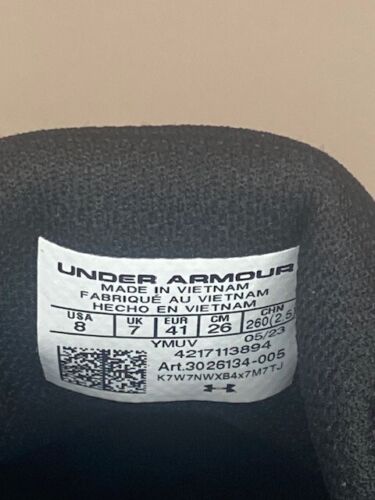 UNDER ARMOUR
MADE IN VIETNAM
FABRIQUÉ AU VIETNAM
HECHO EN VIETNAM
USA UK EUR CM CHN
8 7 41 26 260(2.5)
YMUV 05/23
4217113894
Art.3026134-005
K7W7NWXB4x7M7TJ